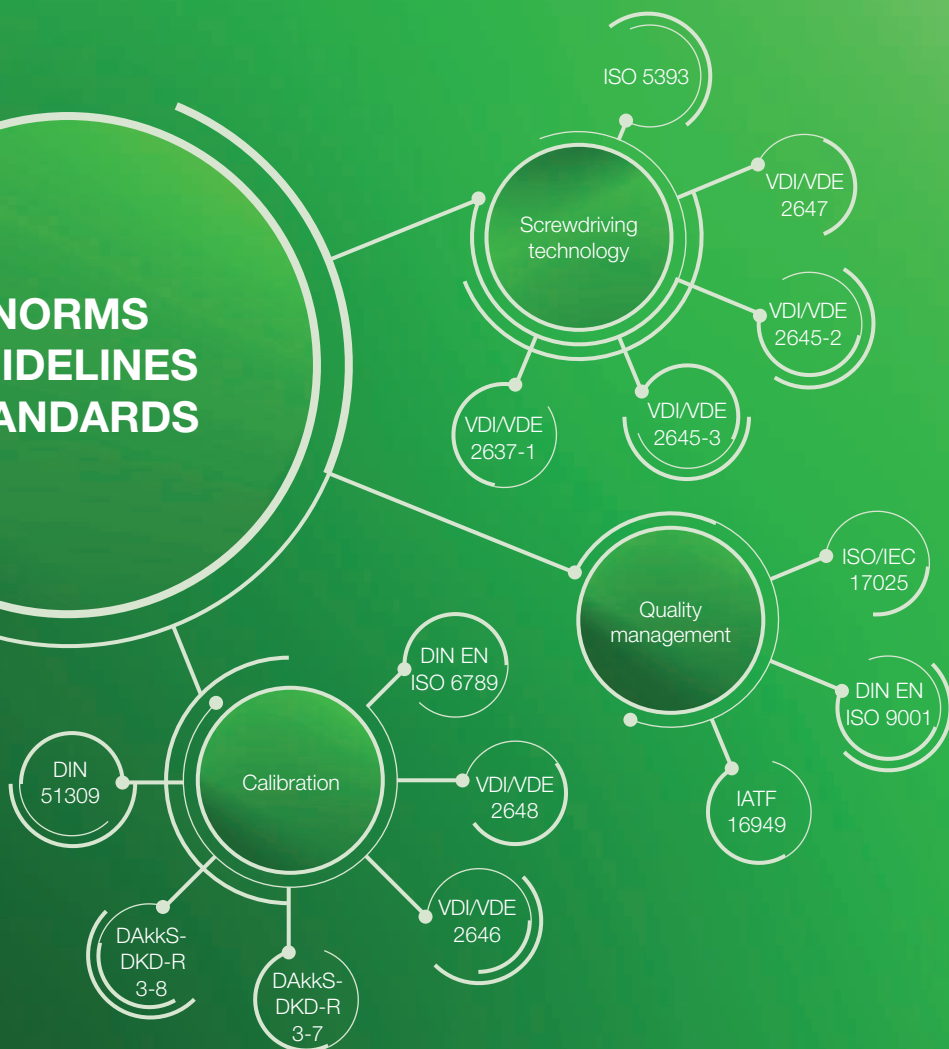 NORMS
IDELINES
ANDARDS
ISO 5393
Screwdriving
technology
VDI/VDE
2647
VDI/VDE
2645-2
VDI/VDE
2645-3
VDI/VDE
2637-1
Quality
management
ISO/IEC
17025
DIN EN
ISO 9001
IATF
16949
Calibration
DIN EN
ISO 6789
VDI/VDE
2648
VDI/VDE
2646
DAkkS-
DKD-R
3-7
DAkkS-
DKD-R
3-8
DIN
51309